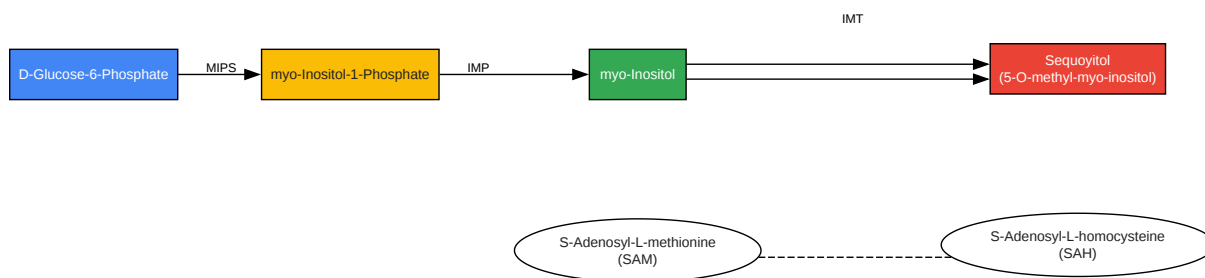 IMT
D-Glucose-6-Phosphate
MIPS
myo-Inositol-1-Phosphate
IMP
myo-Inositol
Sequoyitol
(5-O-methyl-myo-inositol)
S-Adenosyl-L-methionine
(SAM)
S-Adenosyl-L-homocysteine
(SAH)